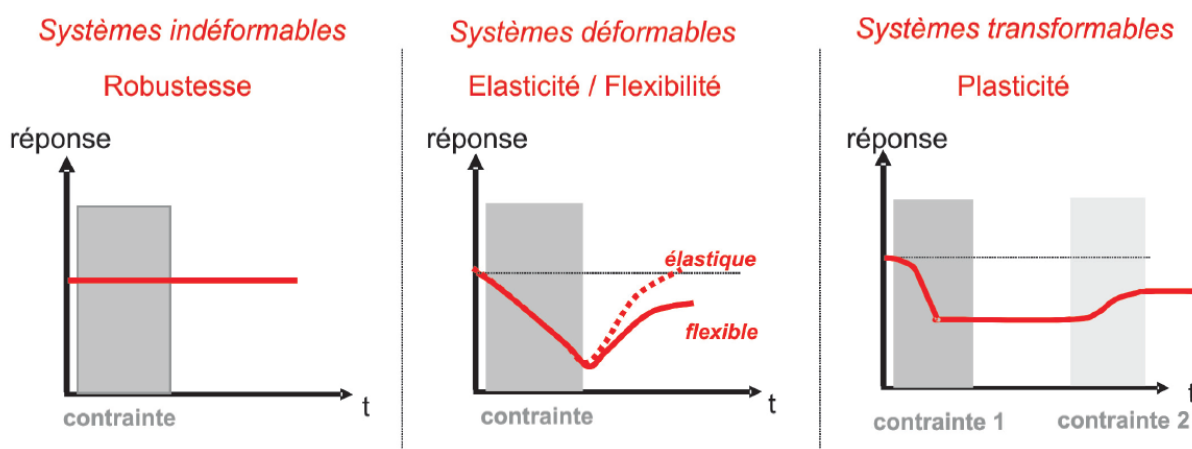 Systèmes indéformables
Robustesse
réponse
t
contrainte
Systèmes déformables
Elasticité / Flexibilité
réponse
élastique
flexible
t
contrainte
Systèmes transformables
Plasticité
réponse
t
contrainte 1
contrainte 2